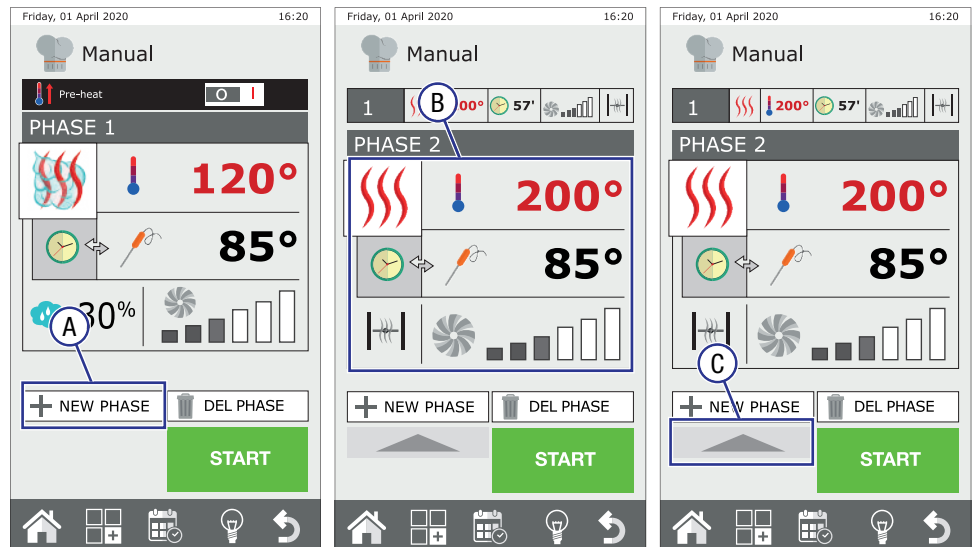 Friday, 01 April 2020 16:20
Manual
Pre-heat O I
PHASE 1
120°
85°
30%
A
NEW PHASE DEL PHASE
START
Friday, 01 April 2020 16:20
Manual
1 00° 57'
B
PHASE 2
200°
85°
NEW PHASE DEL PHASE
START
Friday, 01 April 2020 16:20
Manual
1 200° 57'
PHASE 2
200°
85°
C
NEW PHASE DEL PHASE
START